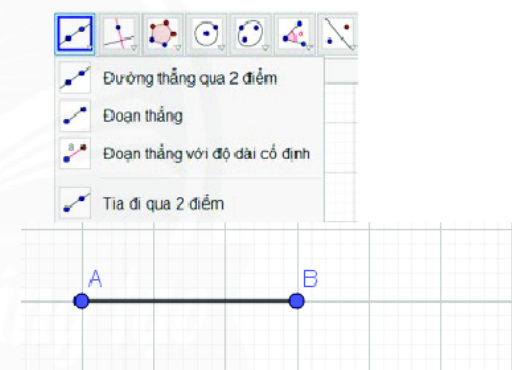 Đường thẳng qua 2 điểm
Đoạn thẳng
a
Đoạn thẳng với độ dài cố định
Tia đi qua 2 điểm
A B